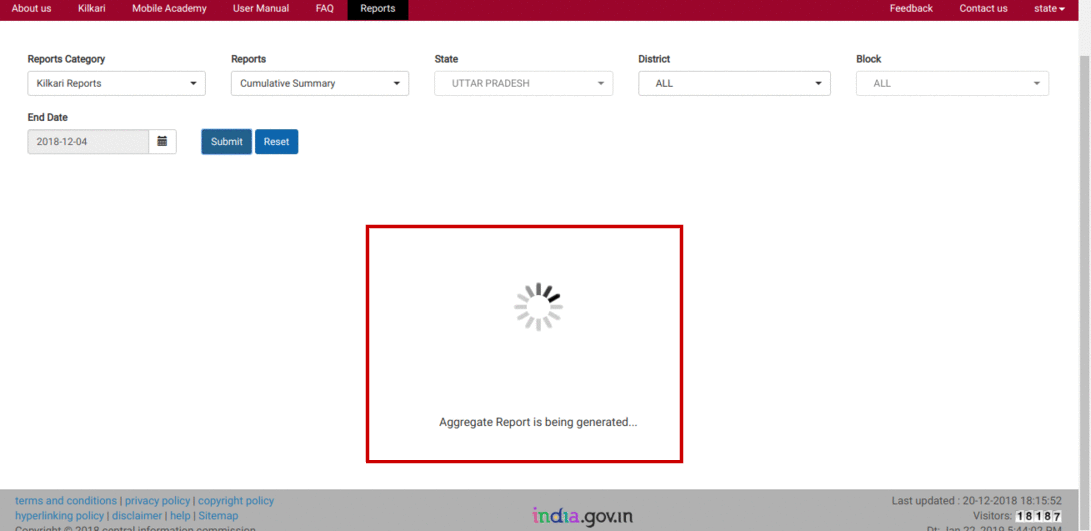 About us Kilkari Mobile Academy User Manual FAQ Reports Feedback Contact us state
Reports Category Reports State District Block
Kilkari Reports Cumulative Summary UTTAR PRADESH ALL ALL
End Date
2018-12-04 Submit Reset
Aggregate Report is being generated...
terms and conditions | privacy policy | copyright policy Last updated : 20-12-2018 18:15:52
hyperlinking policy | disclaimer | help | Sitemap india.gov.in Visitors: 18187
Copyright © 2018 central information commission Dt: Jan 22, 2019 5:44:02 PM